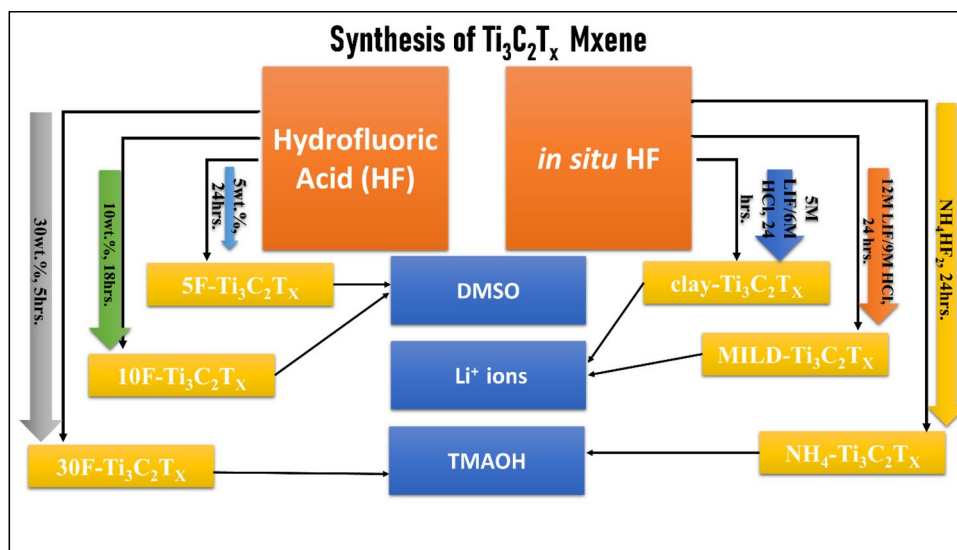 Synthesis of Ti₃C₂Tₓ Mxene
Hydrofluoric
Acid (HF)
in situ HF
30wt.%, 5hrs.
10wt.%, 18hrs.
5wt.%,
24hrs.
5M
LIF/6M
HCl, 24
hrs.
12M LIF/9M HCl,
24 hrs.
NH₄HF₂, 24hrs.
5F-Ti₃C₂Tₓ
DMSO
clay-Ti₃C₂Tₓ
10F-Ti₃C₂Tₓ
Li⁺ ions
MILD-Ti₃C₂Tₓ
30F-Ti₃C₂Tₓ
TMAOH
NH₄-Ti₃C₂Tₓ